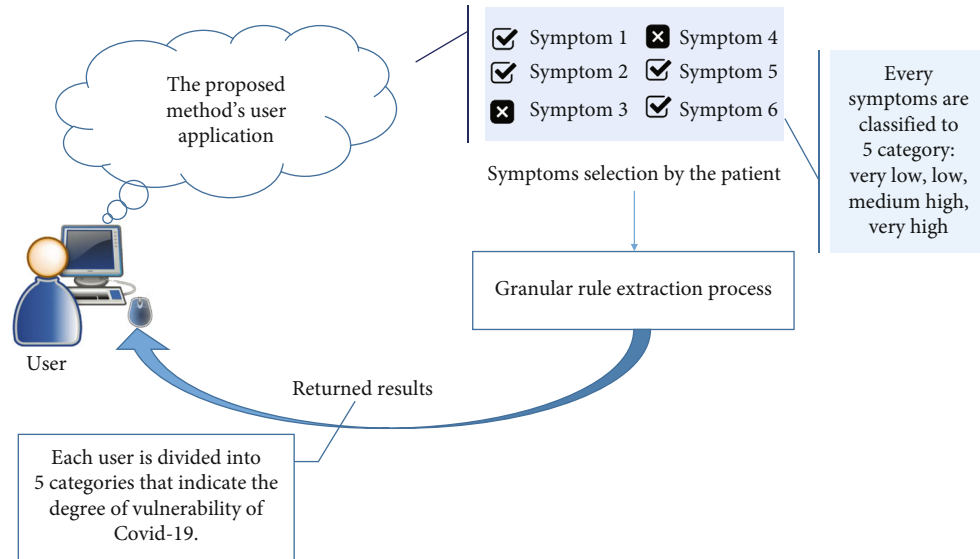 The proposed
method's user
application
Symptom 1
Symptom 4
Symptom 2
Symptom 5
Symptom 3
Symptom 6
Every
symptoms are
classified to
5 category:
very low, low,
medium high,
very high
Symptoms selection by the patient
Granular rule extraction process
User
Returned results
Each user is divided into
5 categories that indicate the
degree of vulnerability of
Covid-19.